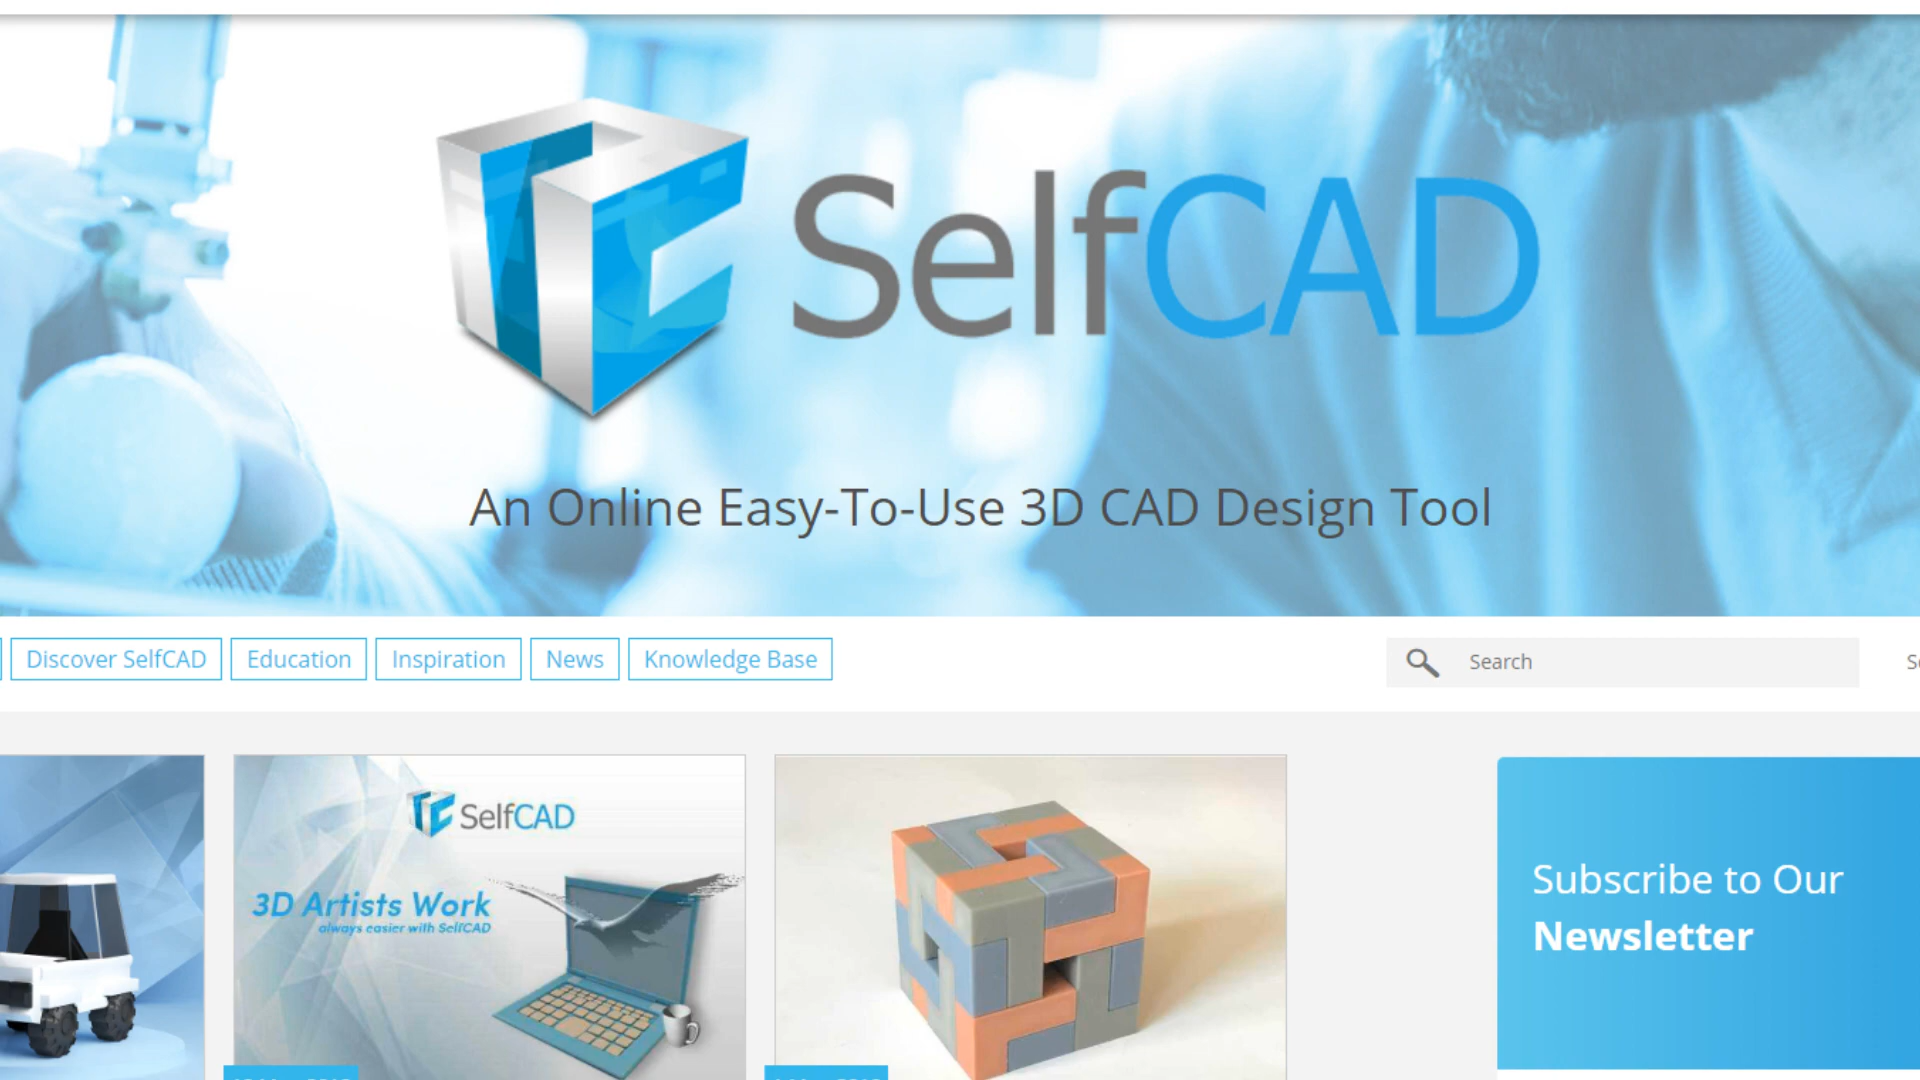 SelfCAD
An Online Easy-To-Use 3D CAD Design Tool
Discover SelfCAD
Education
Inspiration
News
Knowledge Base
Search
SelfCAD
3D Artists Work
always easier with SelfCAD
Subscribe to Our
Newsletter